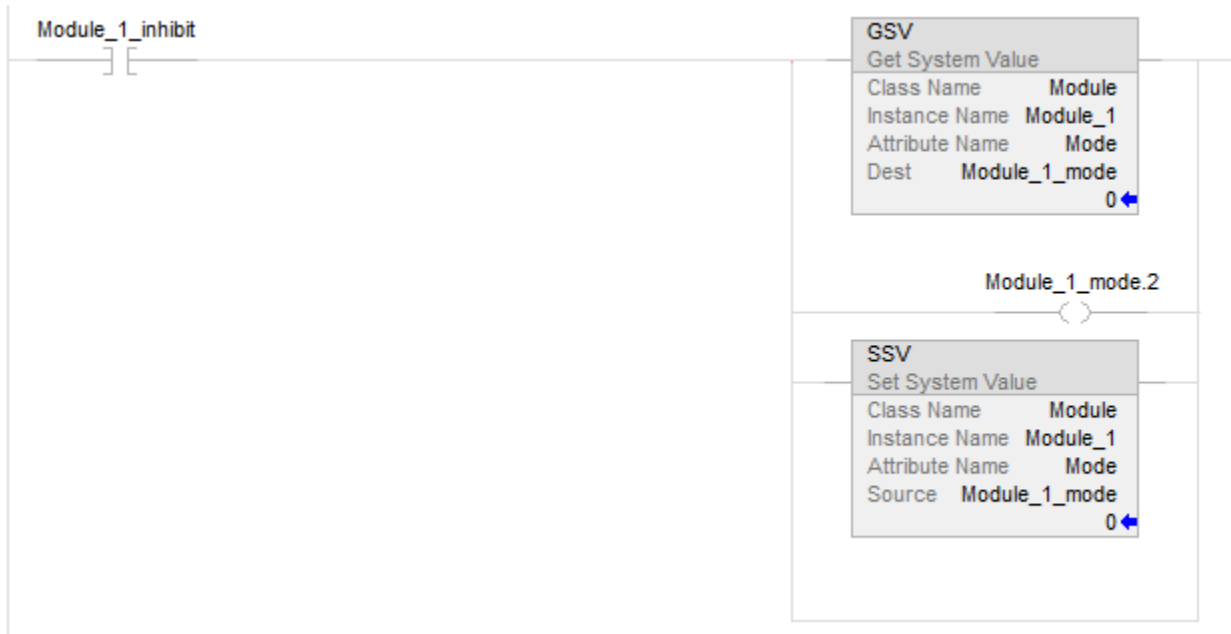 Module_1_inhibit
GSV
Get System Value
Class Name Module
Instance Name Module_1
Attribute Name Mode
Dest Module_1_mode
0
Module_1_mode.2
SSV
Set System Value
Class Name Module
Instance Name Module_1
Attribute Name Mode
Source Module_1_mode
0